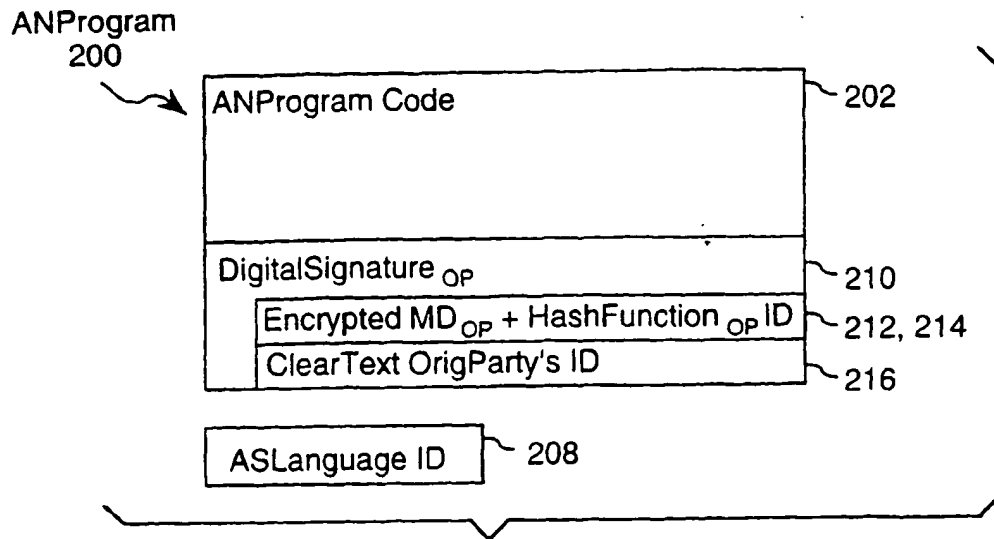 ANProgram
200
ANProgram Code
202
DigitalSignature OP
210
Encrypted MD OP + HashFunction OP ID
212, 214
ClearText OrigParty's ID
216
ASLanguage ID
208